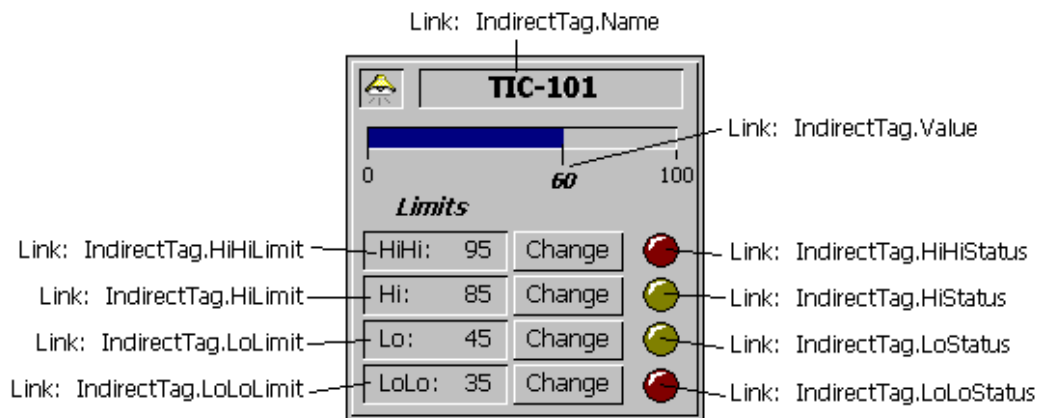 Link: IndirectTag.Name
TIC-101
Link: IndirectTag.Value
0 60 100
Limits
Link: IndirectTag.HiHiLimit HiHi: 95 Change Link: IndirectTag.HiHiStatus
Link: IndirectTag.HiLimit Hi: 85 Change Link: IndirectTag.HiStatus
Link: IndirectTag.LoLimit Lo: 45 Change Link: IndirectTag.LoStatus
Link: IndirectTag.LoLoLimit LoLo: 35 Change Link: IndirectTag.LoLoStatus